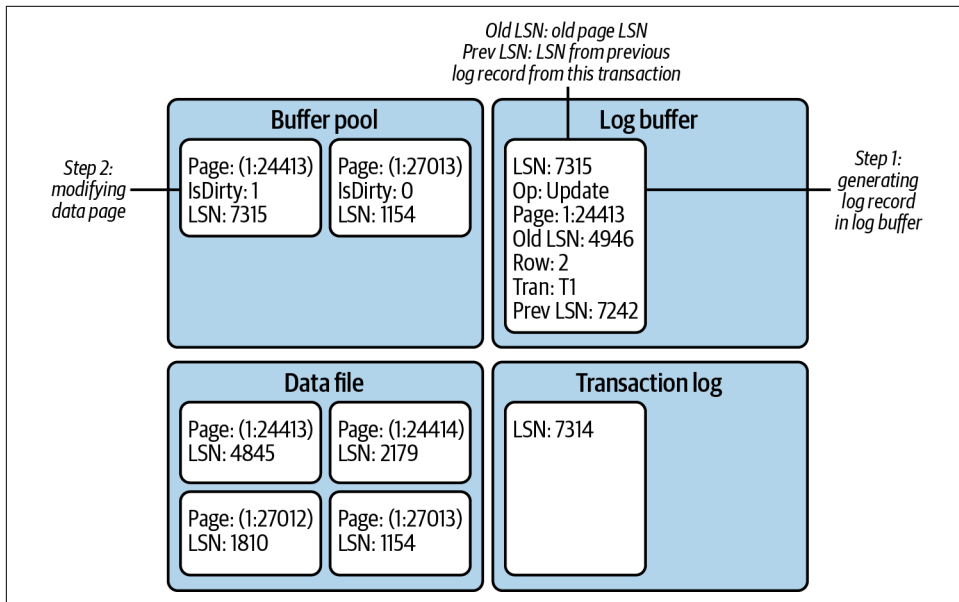 Old LSN: old page LSN
Prev LSN: LSN from previous
log record from this transaction
Buffer pool
Page: (1:24413)
IsDirty: 1
LSN: 7315
Page: (1:27013)
IsDirty: 0
LSN: 1154
Step 2:
modifying
data page
Log buffer
LSN: 7315
Op: Update
Page: 1:24413
Old LSN: 4946
Row: 2
Tran: T1
Prev LSN: 7242
Step 1:
generating
log record
in log buffer
Data file
Page: (1:24413)
LSN: 4845
Page: (1:24414)
LSN: 2179
Page: (1:27012)
LSN: 1810
Page: (1:27013)
LSN: 1154
Transaction log
LSN: 7314